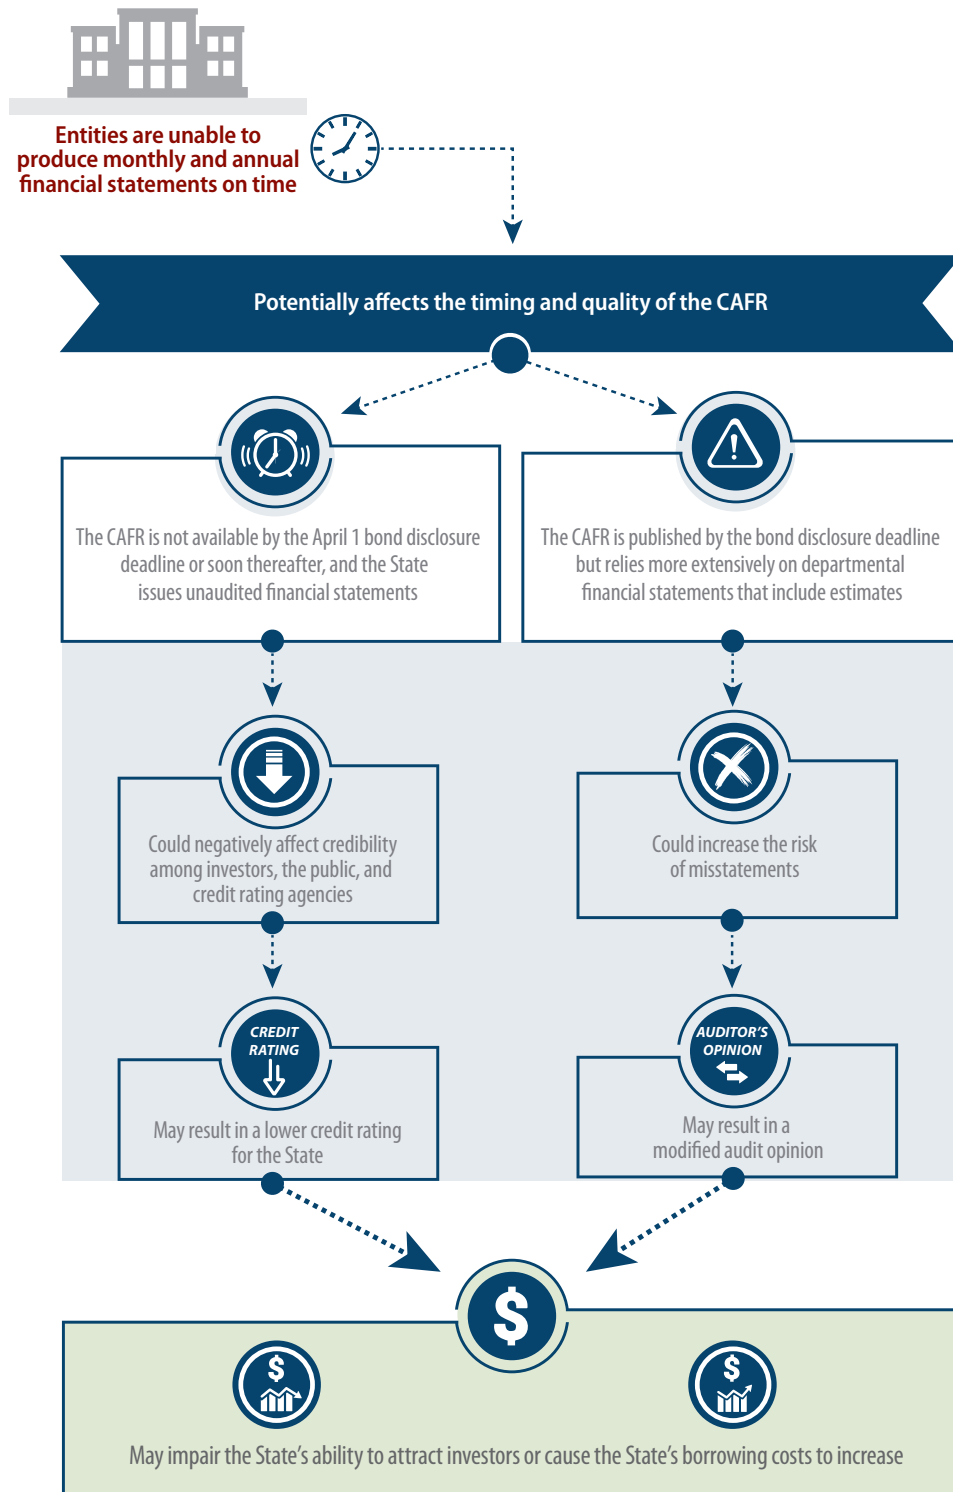 Entities are unable to
produce monthly and annual
financial statements on time
Potentially affects the timing and quality of the CAFR
The CAFR is not available by the April 1 bond disclosure
deadline or soon thereafter, and the State
issues unaudited financial statements
The CAFR is published by the bond disclosure deadline
but relies more extensively on departmental
financial statements that include estimates
Could negatively affect credibility
among investors, the public, and
credit rating agencies
Could increase the risk
of misstatements
CREDIT
RATING
May result in a lower credit rating
for the State
AUDITOR'S
OPINION
May result in a
modified audit opinion
$
$
$
May impair the State's ability to attract investors or cause the State's borrowing costs to increase